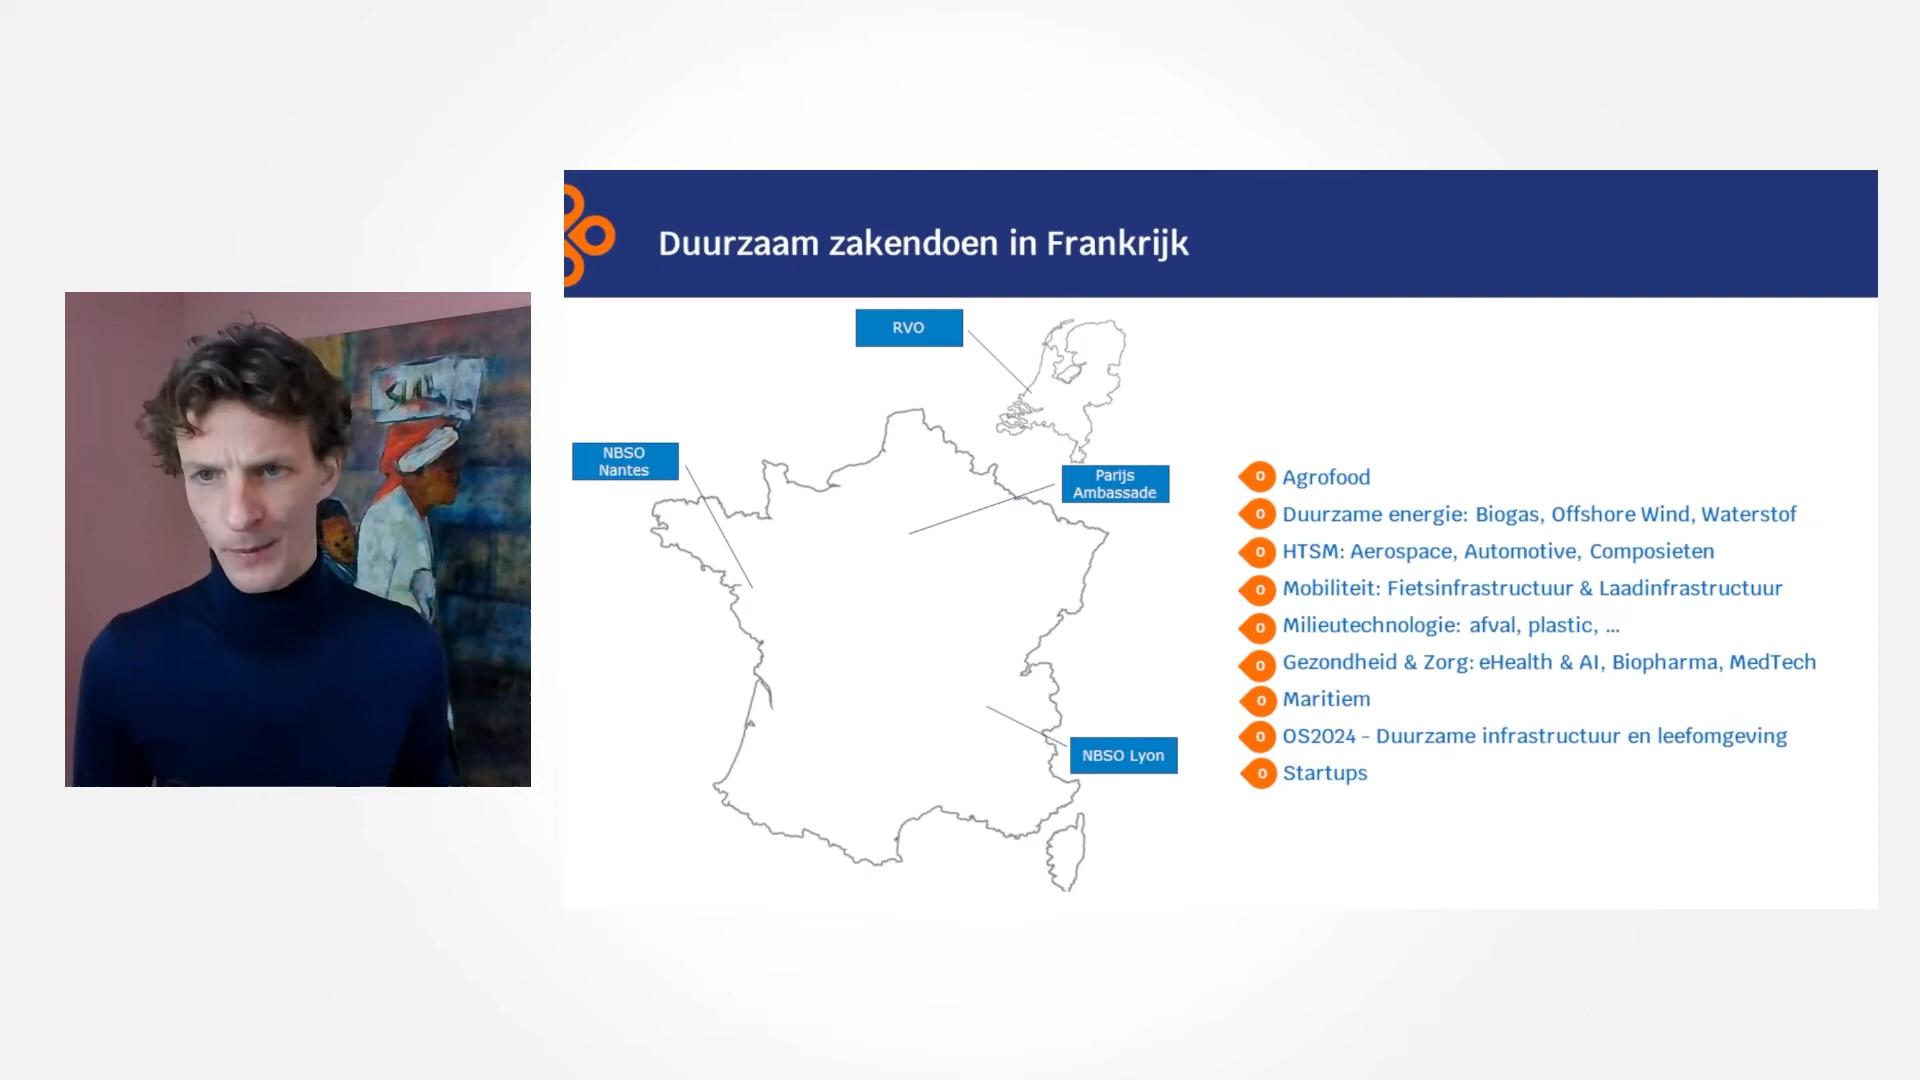 Duurzaam zakendoen in Frankrijk
RVO
NBSO
Nantes
Parijs
Ambassade
NBSO Lyon
Agrofood
Duurzame energie: Biogas, Offshore Wind, Waterstof
HTSM: Aerospace, Automotive, Composieten
Mobiliteit: Fietsinfrastructuur & Laadinfrastructuur
Milieutechnologie: afval, plastic, ...
Gezondheid & Zorg: eHealth & AI, Biopharma, MedTech
Maritiem
OS2024 - Duurzame infrastructuur en leefomgeving
Startups